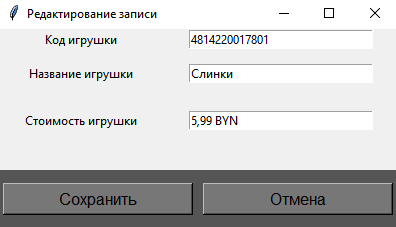 Редактирование записи
Код игрушки 4814220017801
Название игрушки Слинки
Стоимость игрушки 5,99 BYN
Сохранить Отмена